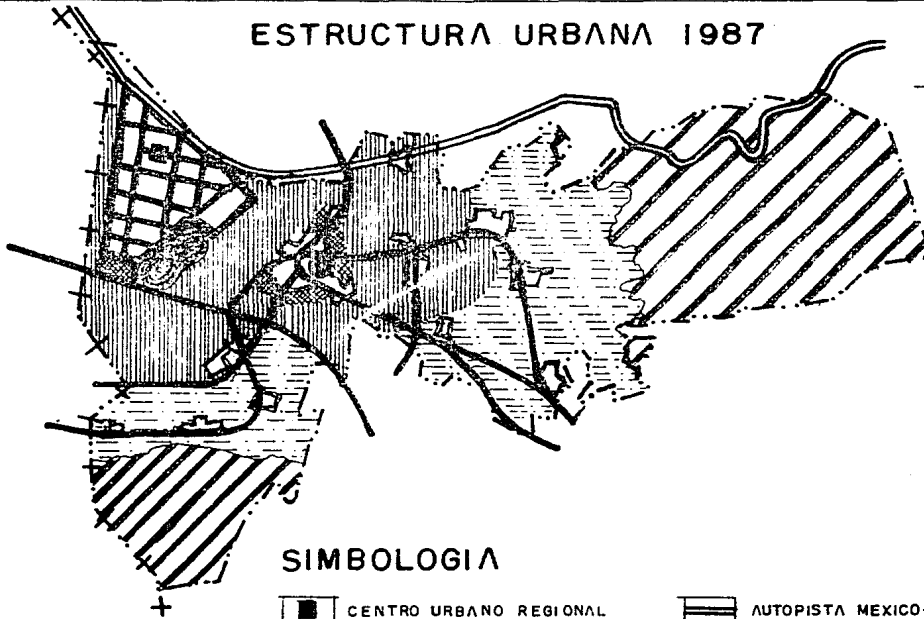 ESTRUCTURA URBANA 1987
SIMBOLOGIA
CENTRO URBANO REGIONAL
AUTOPISTA MEXICO-